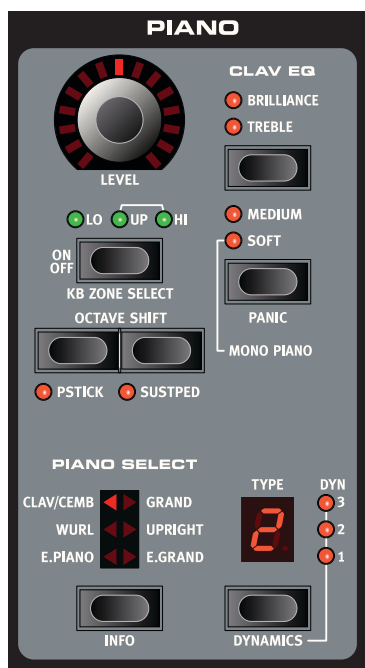 PIANO
CLAV EQ
BRILLIANCE
TREBLE
LEVEL
LO UP HI
MEDIUM
SOFT
ON
OFF
KB ZONE SELECT
PANIC
OCTAVE SHIFT
MONO PIANO
PSTICK SUSTPED
PIANO SELECT
TYPE DYN
CLAV/CEMB GRAND
3
WURL UPRIGHT
2
2
E.PIANO E.GRAND
1
INFO
DYNAMICS